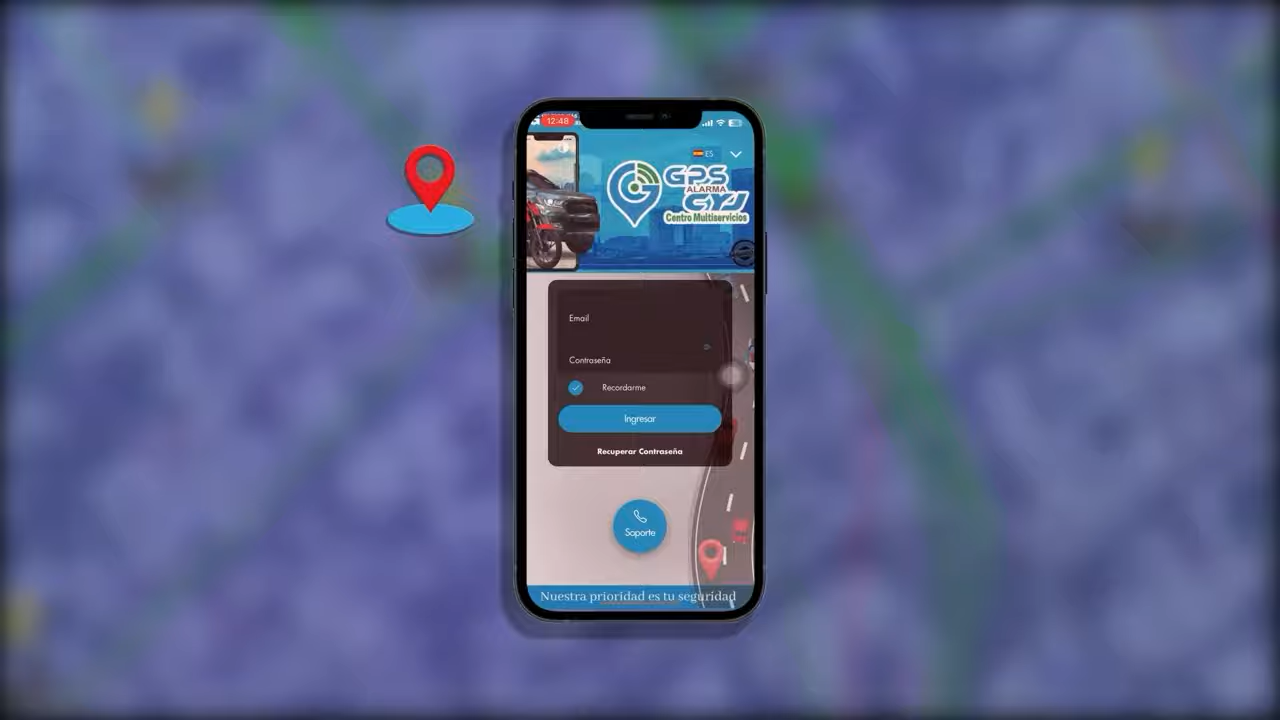 12:48
ES
GPS
ALARMA
CYJ
Centro Multiservicios
Email
Contraseña
Recordarme
Ingresar
Recuperar Contraseña
Soporte
Nuestra prioridad es tu seguridad